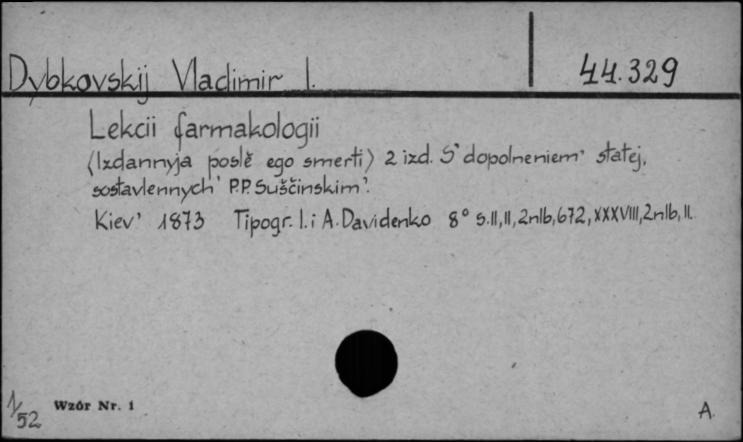 Dybkovskij Vladimir I.
44.329
Lekcii farmakologii
(Izdannyja poslě ego smerti) 2 izd. S' dopolneniem' statej,
sostavlennych' P.P. Suščinskim'.
Kiev' 1873 Tipogr. I. i A. Davidenko 8° s. II, II, 2nlb, 672, XXXVIII, 2nlb, II.
1/52
Wzór Nr. 1
A.